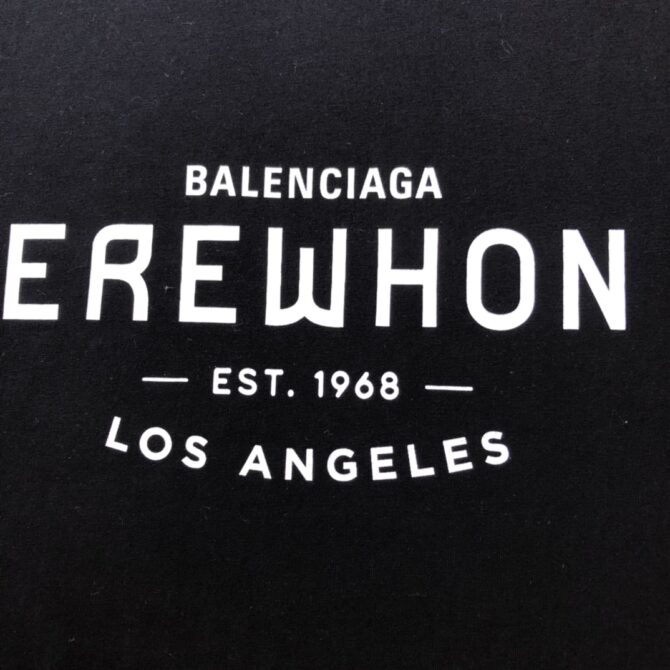 BALENCIAGA
EREWHON
— EST. 1968 —
LOS ANGELES